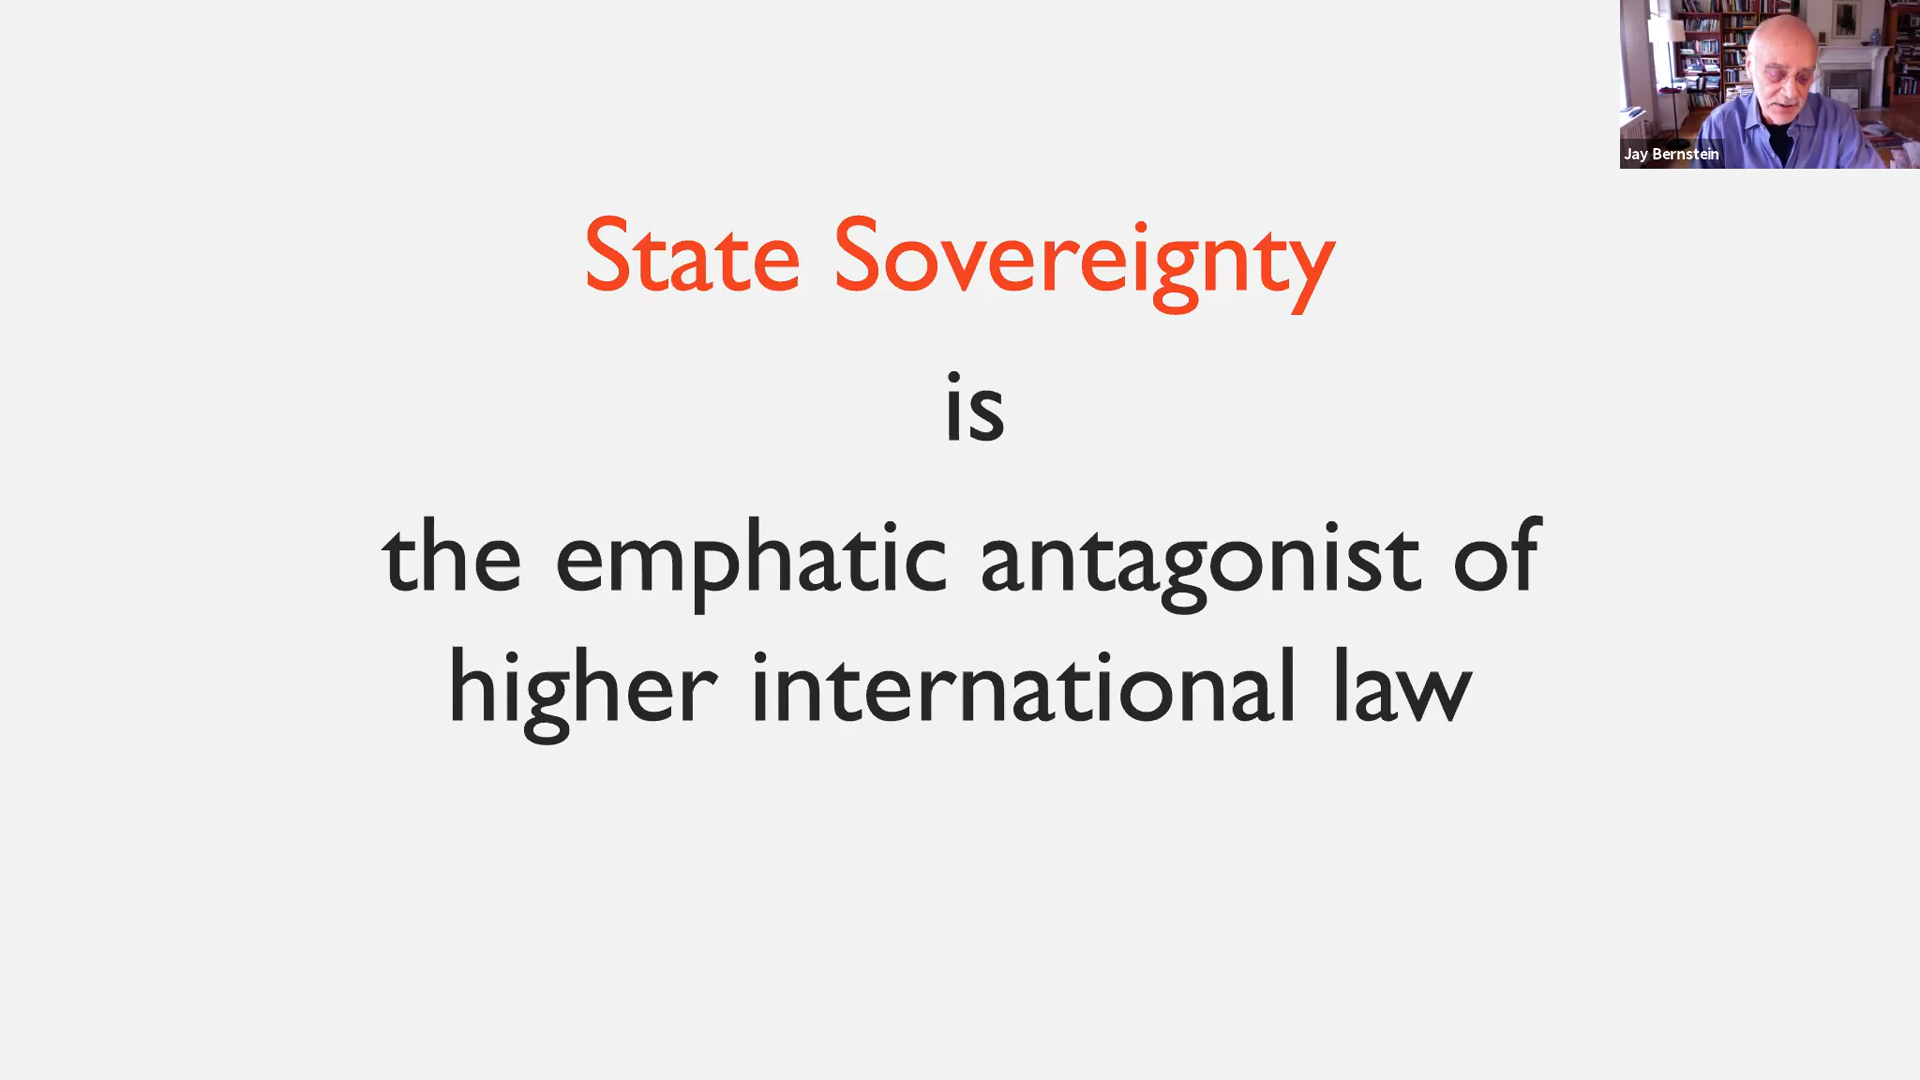 Jay Bernstein
State Sovereignty
is
the emphatic antagonist of
higher international law